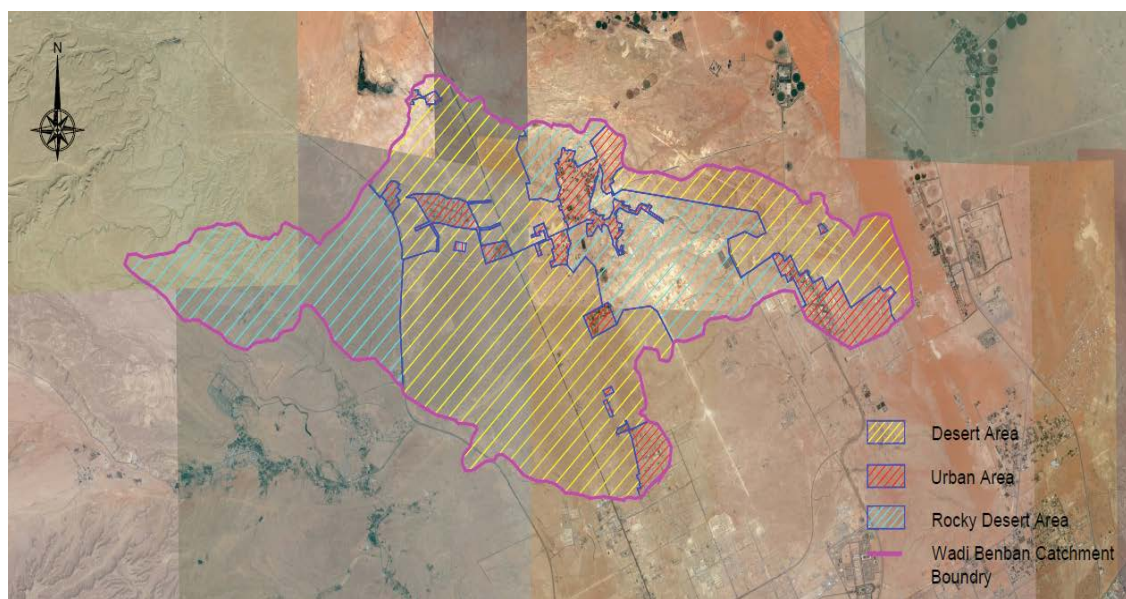 N
Desert Area
Urban Area
Rocky Desert Area
Wadi Benban Catchment
Boundry